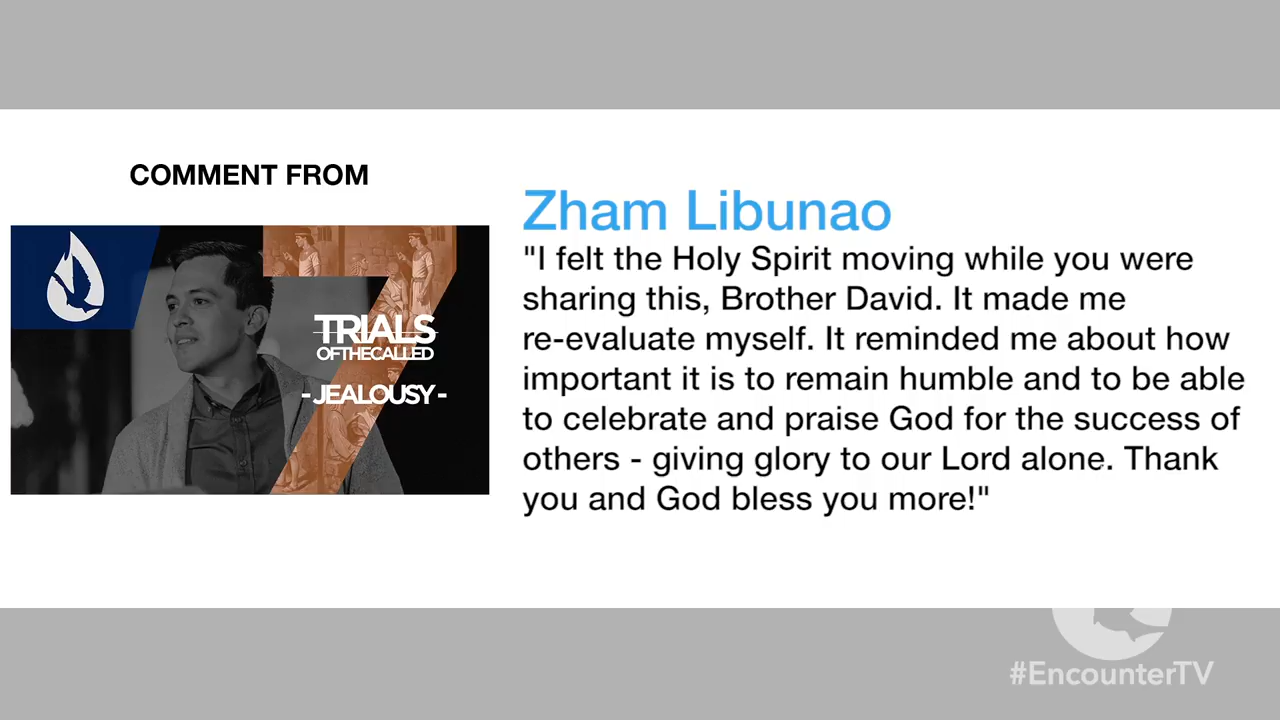 COMMENT FROM
7
TRIALS
OFTHECALLED
- JEALOUSY -
Zham Libunao
"I felt the Holy Spirit moving while you were
sharing this, Brother David. It made me
re-evaluate myself. It reminded me about how
important it is to remain humble and to be able
to celebrate and praise God for the success of
others - giving glory to our Lord alone. Thank
you and God bless you more!"
#EncounterTV